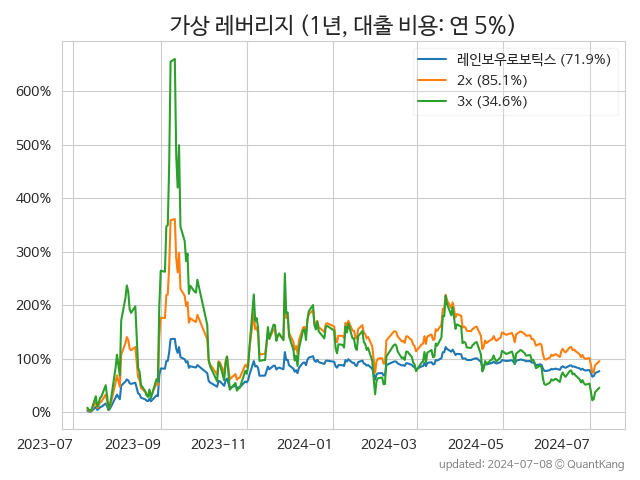 가상 레버리지 (1년, 대출 비용: 연 5%)
레인보우로보틱스 (71.9%)
2x (85.1%)
3x (34.6%)
600%
500%
400%
300%
200%
100%
0%
2023-07 2023-09 2023-11 2024-01 2024-03 2024-05 2024-07
updated: 2024-07-08 © QuantKang